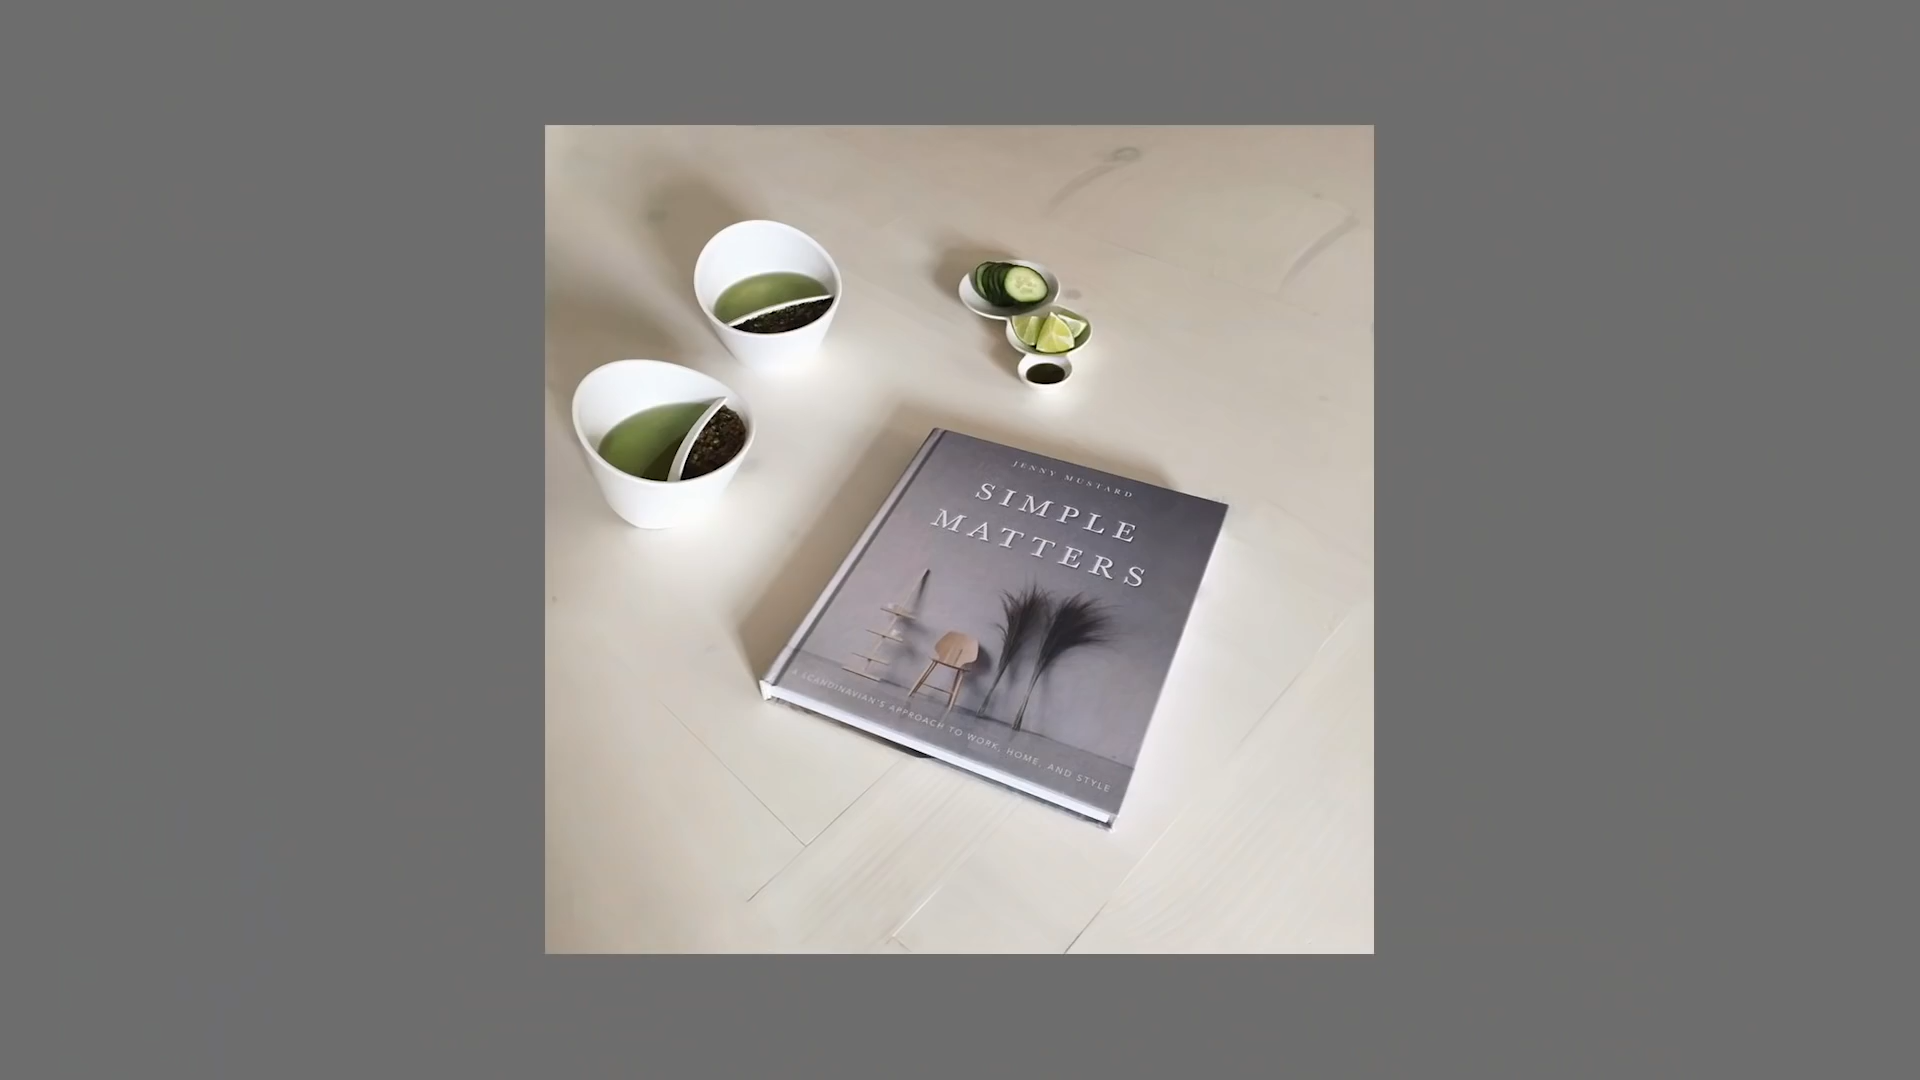 JENNY MUSTARD
SIMPLE
MATTERS
A SCANDINAVIAN'S APPROACH TO WORK, HOME, AND STYLE